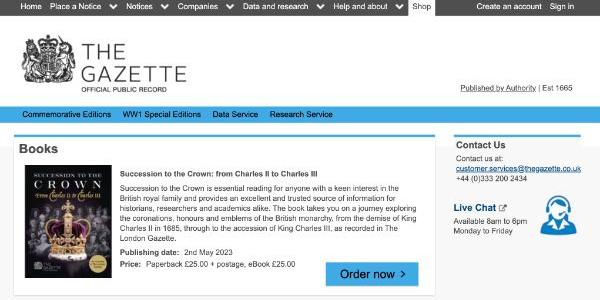 Home Place a Notice Notices Companies Data and research Help and about Shop Create an account Sign in
THE
GAZETTE
OFFICIAL PUBLIC RECORD
Published by Authority | Est 1665
Commemorative Editions WW1 Special Editions Data Service Research Service
Books
SUCCESSION TO THE
CROWN
From Charles II to Charles III
Succession to the Crown: from Charles II to Charles III
Succession to the Crown is essential reading for anyone with a keen interest in the
British royal family and provides an excellent and trusted source of information for
historians, researchers and academics alike. The book takes you on a journey exploring
the coronations, honours and emblems of the British monarchy, from the demise of King
Charles II in 1685, through to the accession of King Charles III, as recorded in The
London Gazette.
Publishing date: 2nd May 2023
Price: Paperback £25.00 + postage, eBook £25.00
Order now >
Contact Us
Contact us at:
customer.services@thegazette.co.uk
+44 (0)333 200 2434
Live Chat
Available 8am to 6pm
Monday to Friday